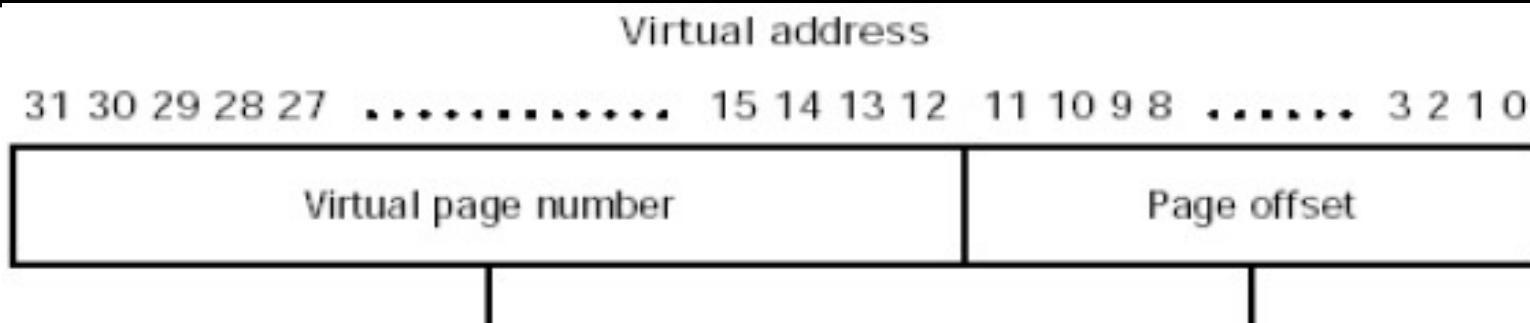 Virtual address
31 30 29 28 27 ............ 15 14 13 12 11 10 9 8 ...... 3 2 1 0
Virtual page number Page offset